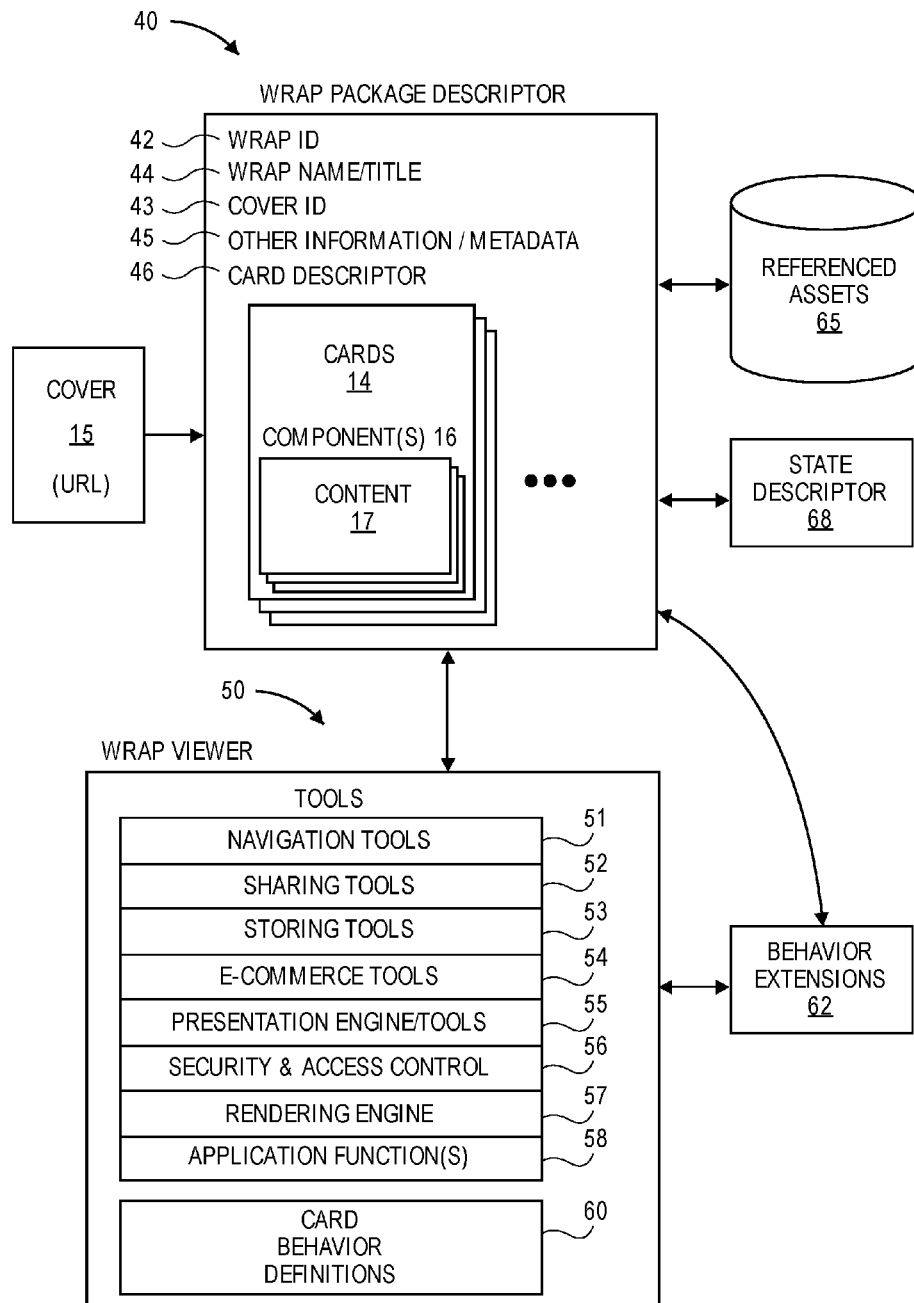 40
WRAP PACKAGE DESCRIPTOR
42 WRAP ID
44 WRAP NAME/TITLE
43 COVER ID
45 OTHER INFORMATION / METADATA
46 CARD DESCRIPTOR
CARDS
14
COMPONENT(S) 16
CONTENT
17
COVER
15
(URL)
REFERENCED
ASSETS
65
STATE
DESCRIPTOR
68
50
WRAP VIEWER
TOOLS
NAVIGATION TOOLS 51
SHARING TOOLS 52
STORING TOOLS 53
E-COMMERCE TOOLS 54
PRESENTATION ENGINE/TOOLS 55
SECURITY & ACCESS CONTROL 56
RENDERING ENGINE 57
APPLICATION FUNCTION(S) 58
CARD
BEHAVIOR
DEFINITIONS
60
BEHAVIOR
EXTENSIONS
62